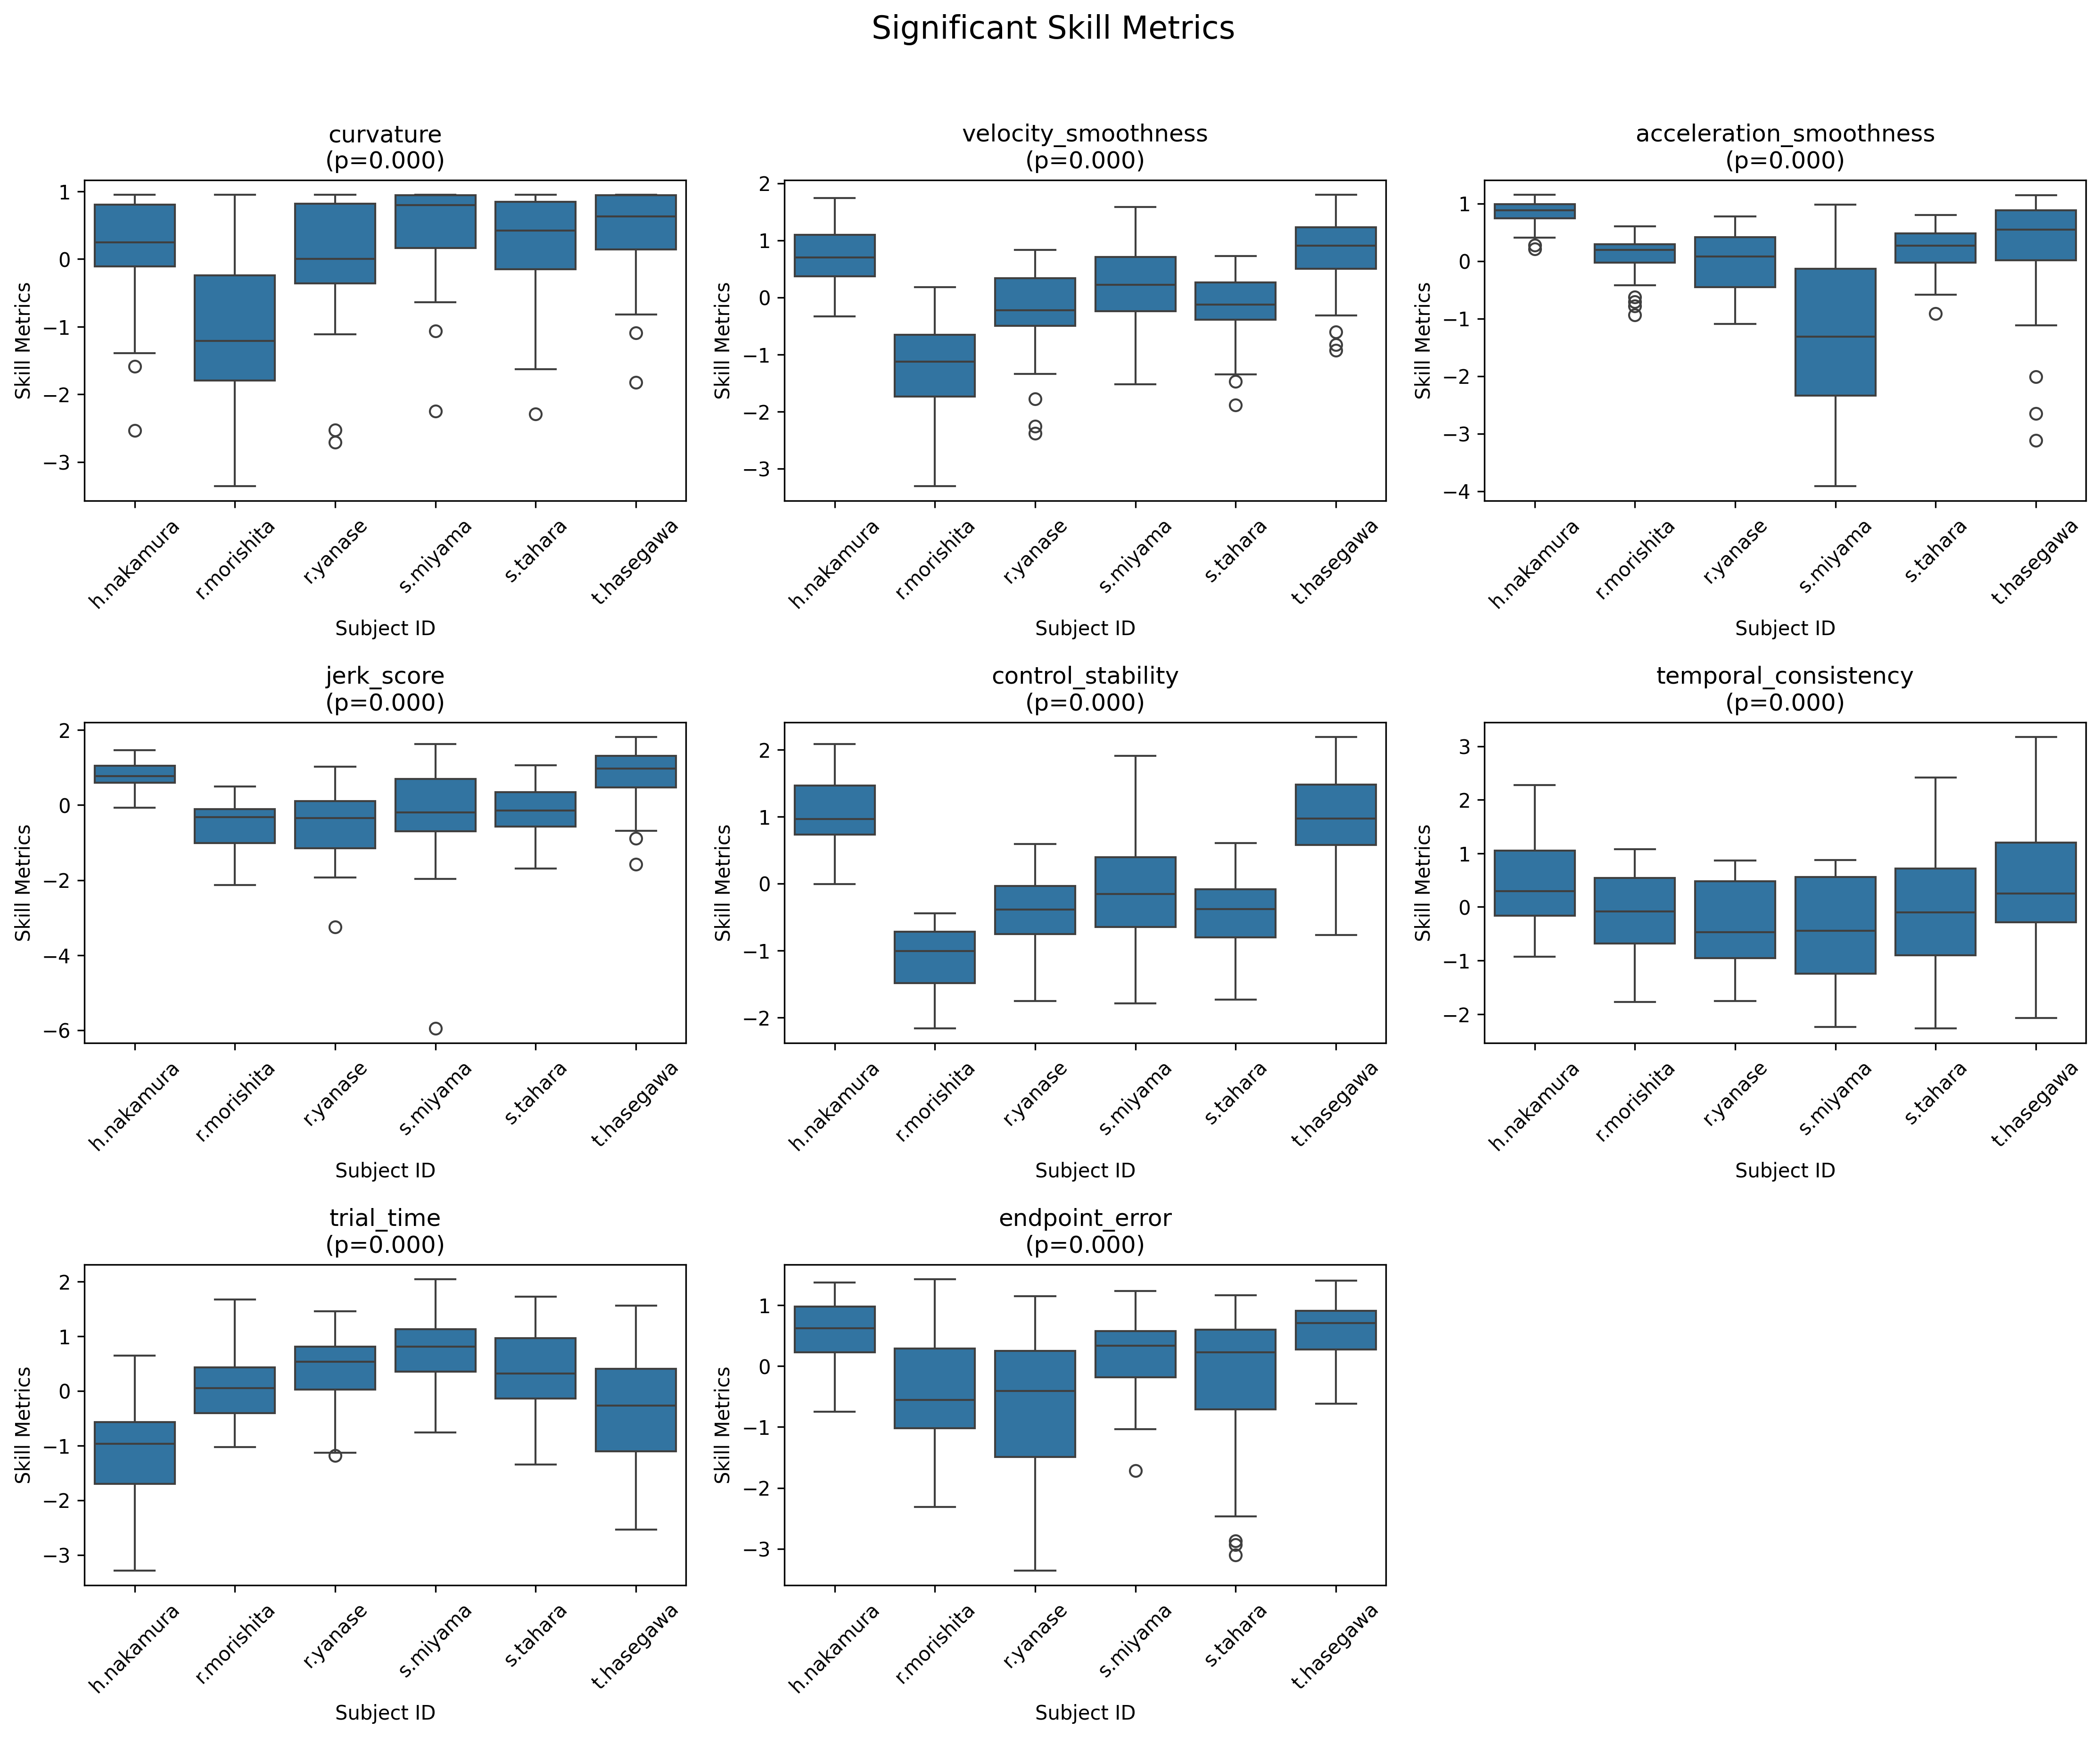 Significant Skill Metrics
curvature
(p=0.000)
Skill Metrics
1
0
−1
−2
−3
h.nakamura
r.morishita
r.yanase
s.miyama
s.tahara
t.hasegawa
Subject ID
velocity_smoothness
(p=0.000)
Skill Metrics
2
1
0
−1
−2
−3
h.nakamura
r.morishita
r.yanase
s.miyama
s.tahara
t.hasegawa
Subject ID
acceleration_smoothness
(p=0.000)
Skill Metrics
1
0
−1
−2
−3
−4
h.nakamura
r.morishita
r.yanase
s.miyama
s.tahara
t.hasegawa
Subject ID
jerk_score
(p=0.000)
Skill Metrics
2
0
−2
−4
−6
h.nakamura
r.morishita
r.yanase
s.miyama
s.tahara
t.hasegawa
Subject ID
control_stability
(p=0.000)
Skill Metrics
2
1
0
−1
−2
h.nakamura
r.morishita
r.yanase
s.miyama
s.tahara
t.hasegawa
Subject ID
temporal_consistency
(p=0.000)
Skill Metrics
3
2
1
0
−1
−2
h.nakamura
r.morishita
r.yanase
s.miyama
s.tahara
t.hasegawa
Subject ID
trial_time
(p=0.000)
Skill Metrics
2
1
0
−1
−2
−3
h.nakamura
r.morishita
r.yanase
s.miyama
s.tahara
t.hasegawa
Subject ID
endpoint_error
(p=0.000)
Skill Metrics
1
0
−1
−2
−3
h.nakamura
r.morishita
r.yanase
s.miyama
s.tahara
t.hasegawa
Subject ID